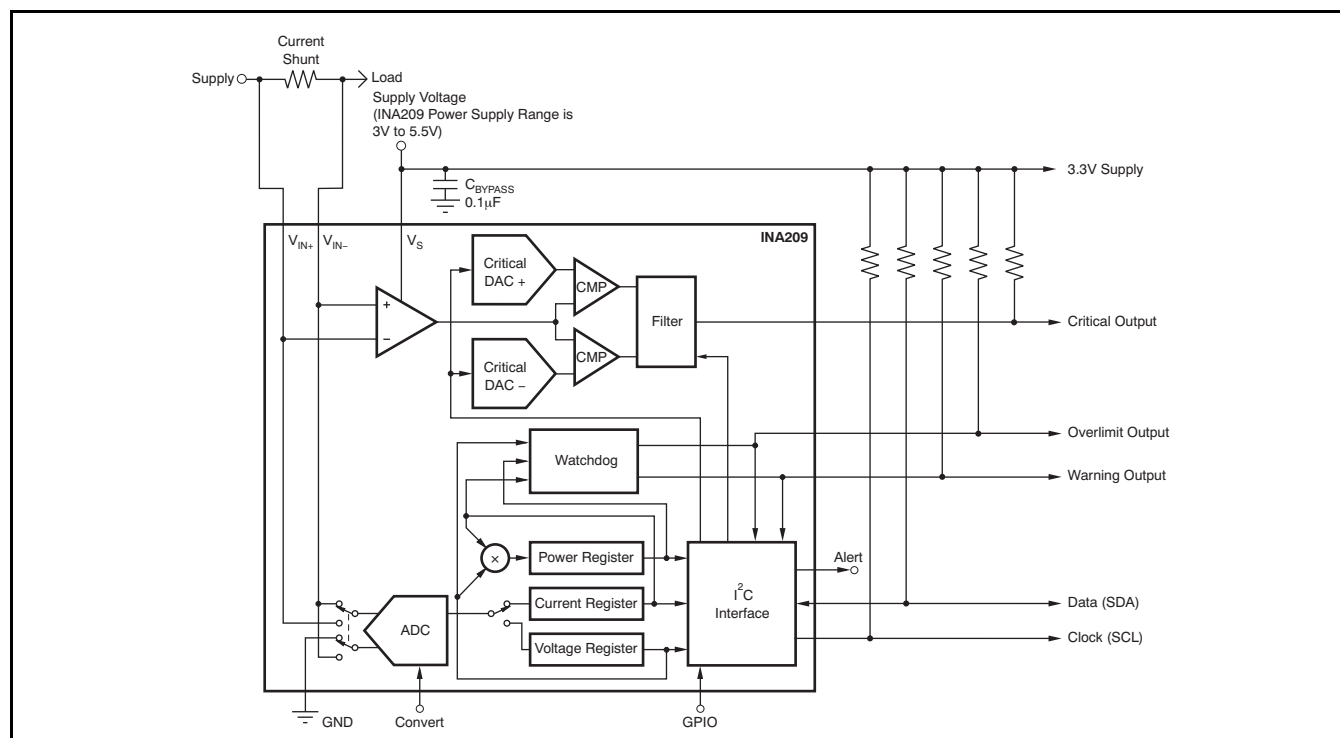 Current
Shunt
Supply
Load
Supply Voltage
(INA209 Power Supply Range is
3V to 5.5V)
3.3V Supply
C_BYPASS
0.1μF
V_IN+
V_IN−
V_S
INA209
Critical
DAC +
CMP
Filter
Critical Output
+
−
Critical
DAC −
CMP
Overlimit Output
Watchdog
Warning Output
×
Power Register
Alert
I²C
Interface
Current Register
Data (SDA)
ADC
Clock (SCL)
Voltage Register
GND
Convert
GPIO